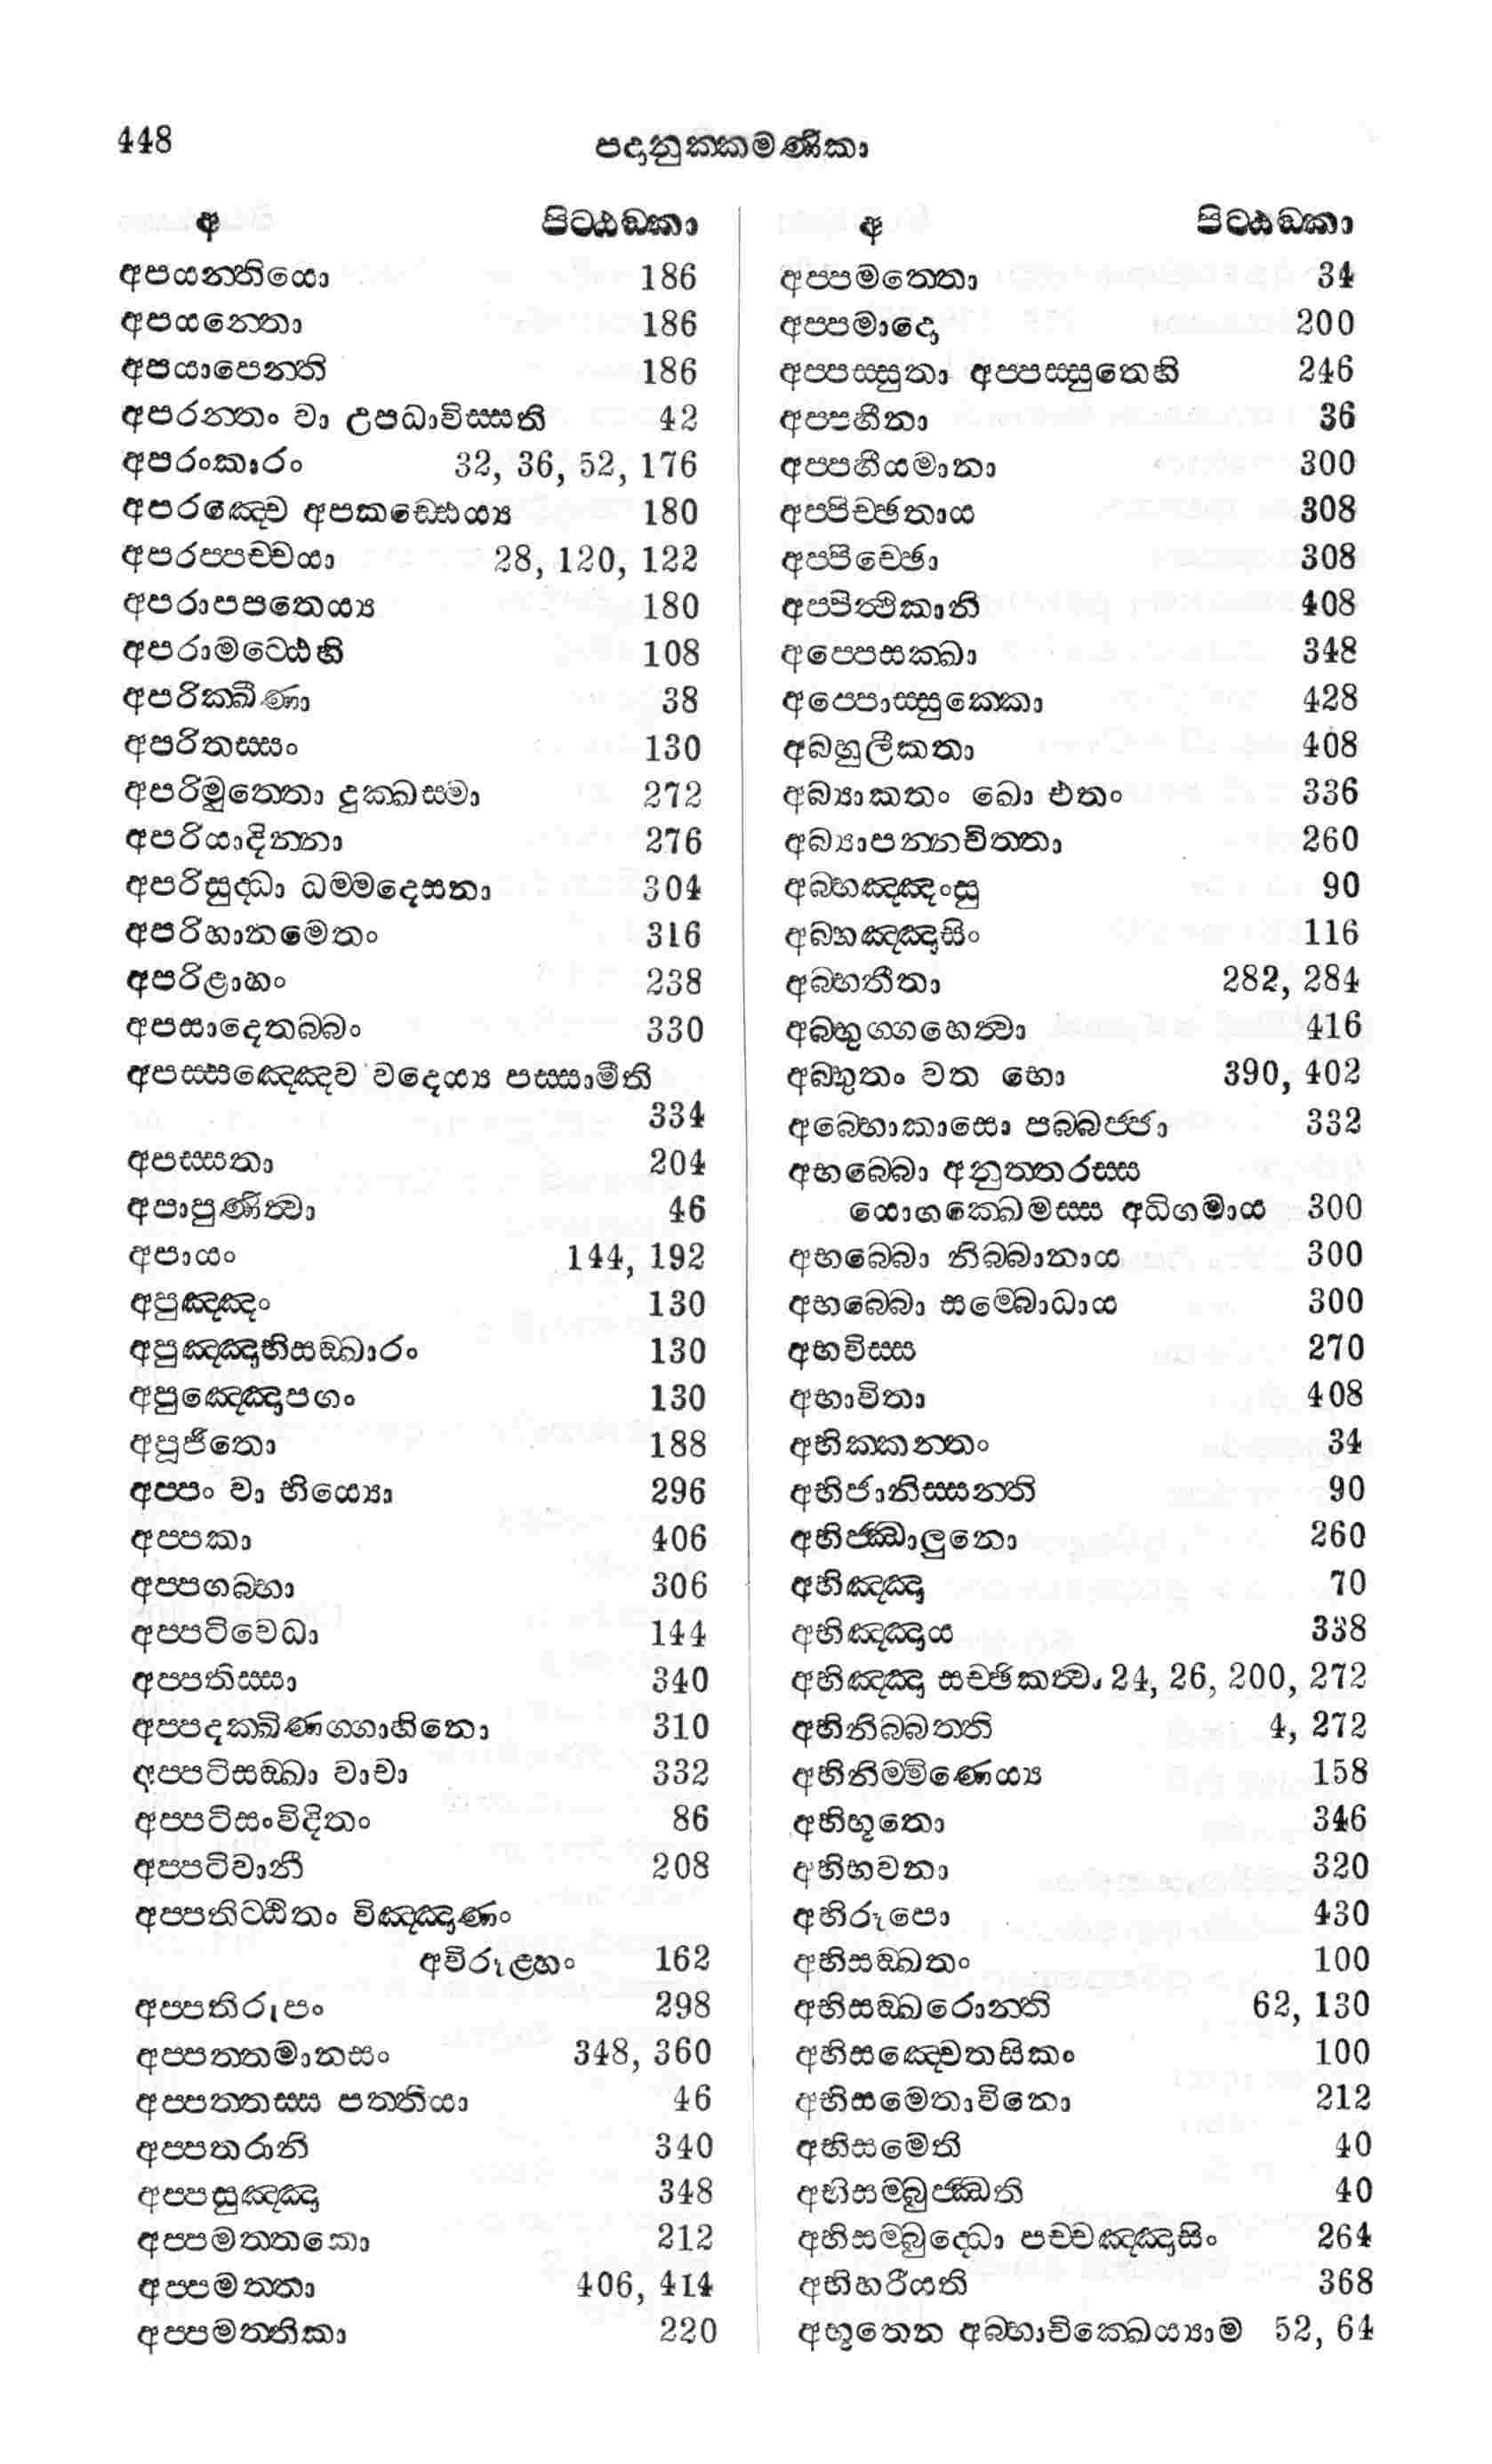 448
පදානුක‍්කමණිකා
අ පිට‍්ඨඞ‍්කා
අපයන‍්තියො 186
අපයන‍්තො 186
අපයාපෙන‍්ති 186
අපරන‍්තං වා උපධාවිස‍්සති 42
අපරංකාරං 32, 36, 52, 176
අපරඤ‍්චෙ අපකඩ‍්ඪෙය්‍ය 180
අපරප‍්පච‍්චයා 28, 120, 122
අපරාපපතෙය්‍ය 180
අපරාමට‍්ඨෙහි 108
අපරික‍්ඛීණා 38
අපරිතස‍්සං 130
අපරිමුත‍්තො දුක‍්ඛස‍්මා 272
අපරියාදින‍්නා 276
අපරිසුද‍්ධා ධම‍්මදෙසනා 304
අපරිහානමෙතං 316
අපරිළාහං 238
අපසාදෙතබ‍්බං 330
අපස‍්සඤ‍්ඤෙව වදෙය්‍ය පස‍්සාමීති
334
අපස‍්සතා 204
අපාපුණිත්‍වා 46
අපායං 144, 192
අපුඤ‍්ඤං 130
අපුඤ‍්ඤාභිසඞ‍්ඛාරං 130
අපුඤ‍්ඤොපගං 130
අපූජිතො 188
අප‍්පං වා භිය්‍යො 296
අප‍්පකා 406
අප‍්පගබ‍්භා 306
අප‍්පටිවෙධා 144
අප‍්පතිස‍්සා 340
අප‍්පදක‍්ඛිණග‍්ගාහිනො 310
අප‍්පටිසඞ‍්ඛා වාචා 332
අප‍්පටිසංවිදිතං 86
අප‍්පටිවානී 208
අප‍්පතිට‍්ඨිතං විඤ‍්ඤාණං
අවිරූළ‍්හං 162
අප‍්පතිරූපං 298
අප‍්පත‍්තමානසං 348, 360
අප‍්පත‍්තස‍්ස පත‍්තියා 46
අප‍්පතරානි 340
අප‍්පසුඤ‍්ඤා 348
අප‍්පමත‍්තකො 212
අප‍්පමත‍්තා 406, 414
අප‍්පමත‍්තිකා 220
අ පිට‍්ඨඞ‍්කා
අප‍්පමත‍්තො 34
අප‍්පමාදො 200
අප‍්පස‍්සුතා අප‍්පස‍්සුතෙහි 246
අප‍්පහීනා 36
අප‍්පහීයමානා 300
අප‍්පිච‍්ඡතාය 308
අප‍්පිච‍්ඡො 308
අප‍්පිත්‍ථිකානි 408
අප‍්පෙසක‍්ඛා 348
අප‍්පොස‍්සුක‍්කො 428
අබහුලීකතා 408
අබ්‍යාකතං ඛො එතං 336
අබ්‍යාපන‍්නචිත‍්තා 260
අබ‍්භඤ‍්ඤංසු 90
අබ‍්භඤ‍්ඤාසිං 116
අබ‍්භතීතා 282, 284
අබ‍්භුග‍්ගහෙත්‍වා 416
අබ‍්භුතං වත භො 390, 402
අබ‍්භොකාසො පබ‍්බජ‍්ජා 332
අභබ‍්බො අනුත‍්තරස‍්ස
යොගක‍්ඛෙමස‍්ස අධිගමාය 300
අභබ‍්බො නිබ‍්බානාය 300
අභබ‍්බො සම‍්බොධාය 300
අභවිස‍්ස 270
අභාවිතා 408
අභික‍්කන‍්තං 34
අභිජානිස‍්සන‍්ති 90
අභිජ‍්ඣාලුනො 260
අභිඤ‍්ඤා 70
අභිඤ‍්ඤාය 338
අභිඤ‍්ඤා සච‍්ඡිකත්‍වා 24, 26, 200, 272
අභිනිබ‍්බත‍්ති 4, 272
අභිනිම‍්මිණෙය්‍ය 158
අභිභූතො 346
අභිභවනා 320
අභිරූපො 430
අභිසඞ‍්ඛතං 100
අභිසඞ‍්ඛරොන‍්ති 62, 130
අභිසඤ‍්චෙතසිකං 100
අභිසමෙතාවිනො 212
අභිසමෙති 40
අභිසම‍්බුජ‍්ඣති 40
අභිසම‍්බුද‍්ධො පච‍්චඤ‍්ඤාසිං 264
අභිහරීයති 368
අභූතෙන අබ‍්භාචික‍්ඛෙය්‍යාම 52, 64